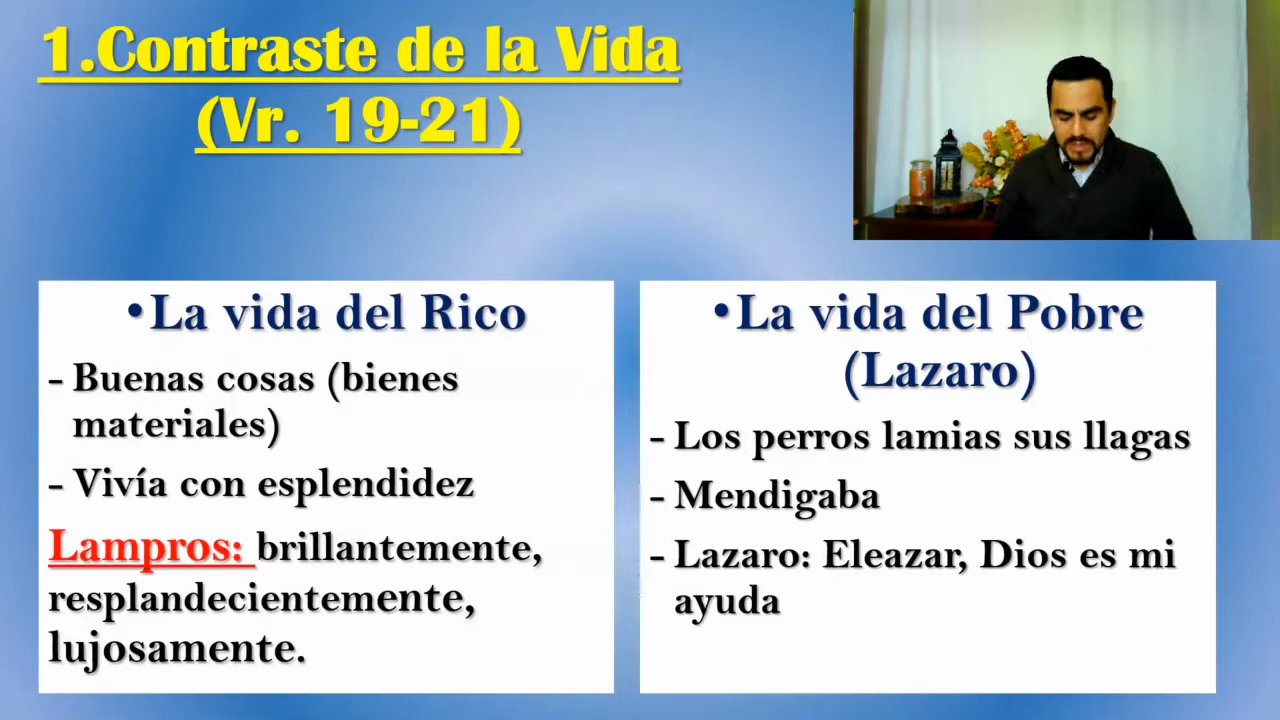 1.Contraste de la Vida
(Vr. 19-21)
•La vida del Rico
- Buenas cosas (bienes
materiales)
- Vivía con esplendidez
Lampros: brillantemente,
resplandecientemente,
lujosamente.
•La vida del Pobre
(Lazaro)
- Los perros lamias sus llagas
- Mendigaba
- Lazaro: Eleazar, Dios es mi
ayuda